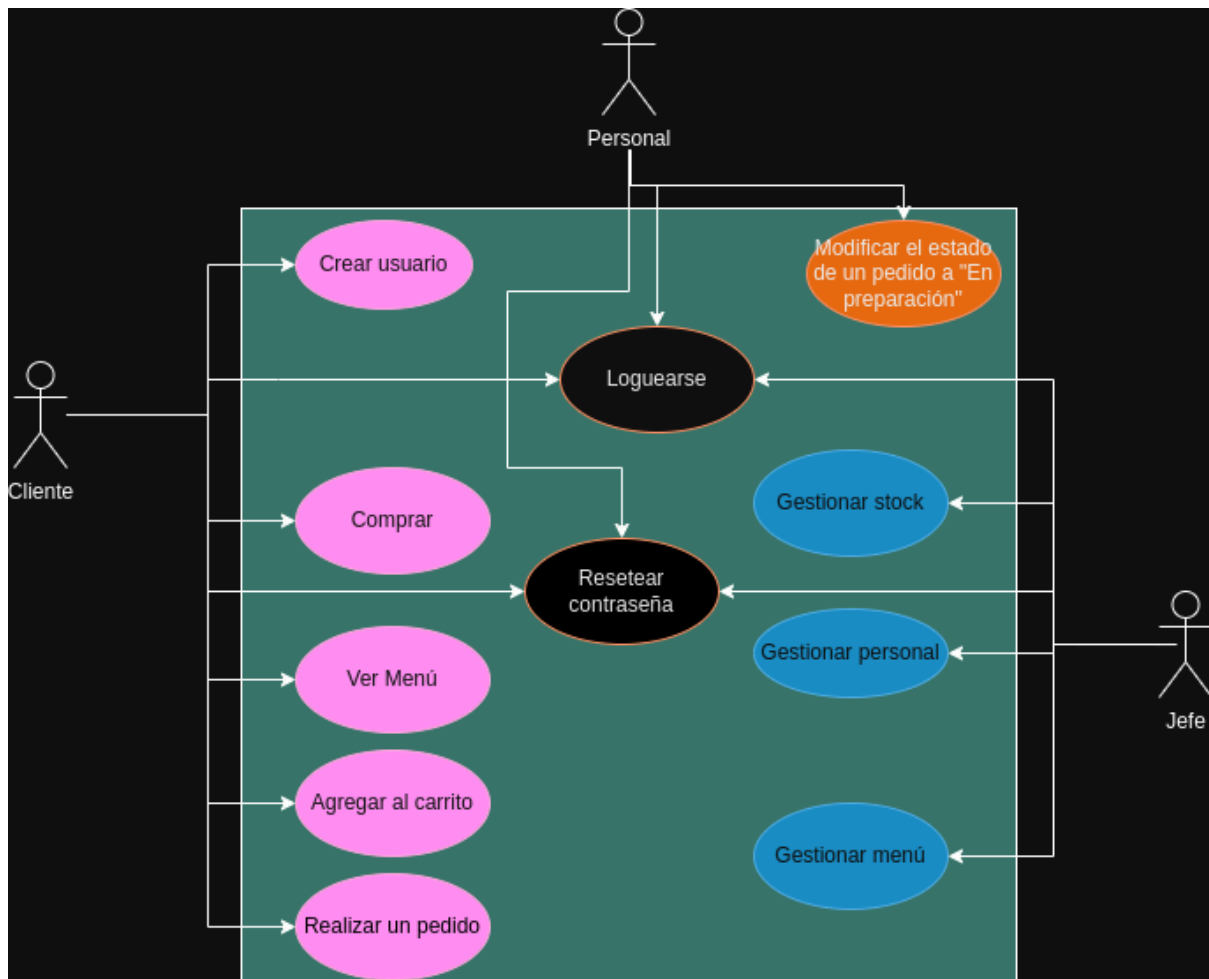 Personal
Crear usuario
Modificar el estado
de un pedido a "En
preparación"
Loguearse
Cliente
Comprar
Gestionar stock
Resetear
contraseña
Gestionar personal
Ver Menú
Jefe
Agregar al carrito
Gestionar menú
Realizar un pedido